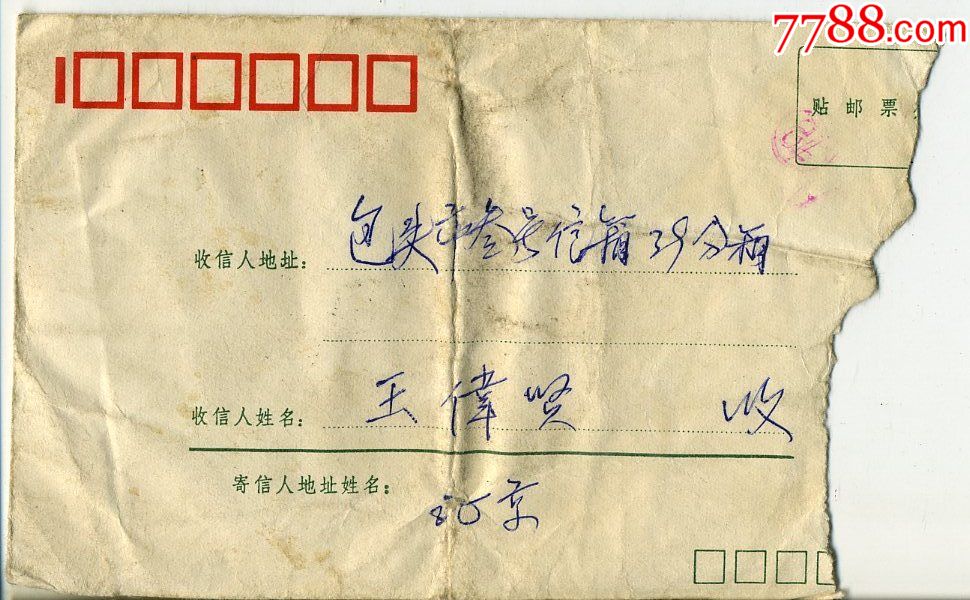 7788.com
贴邮票
收信人地址： 包头市叁号信箱39分箱
收信人姓名： 王偉贤 收
寄信人地址姓名：
北京